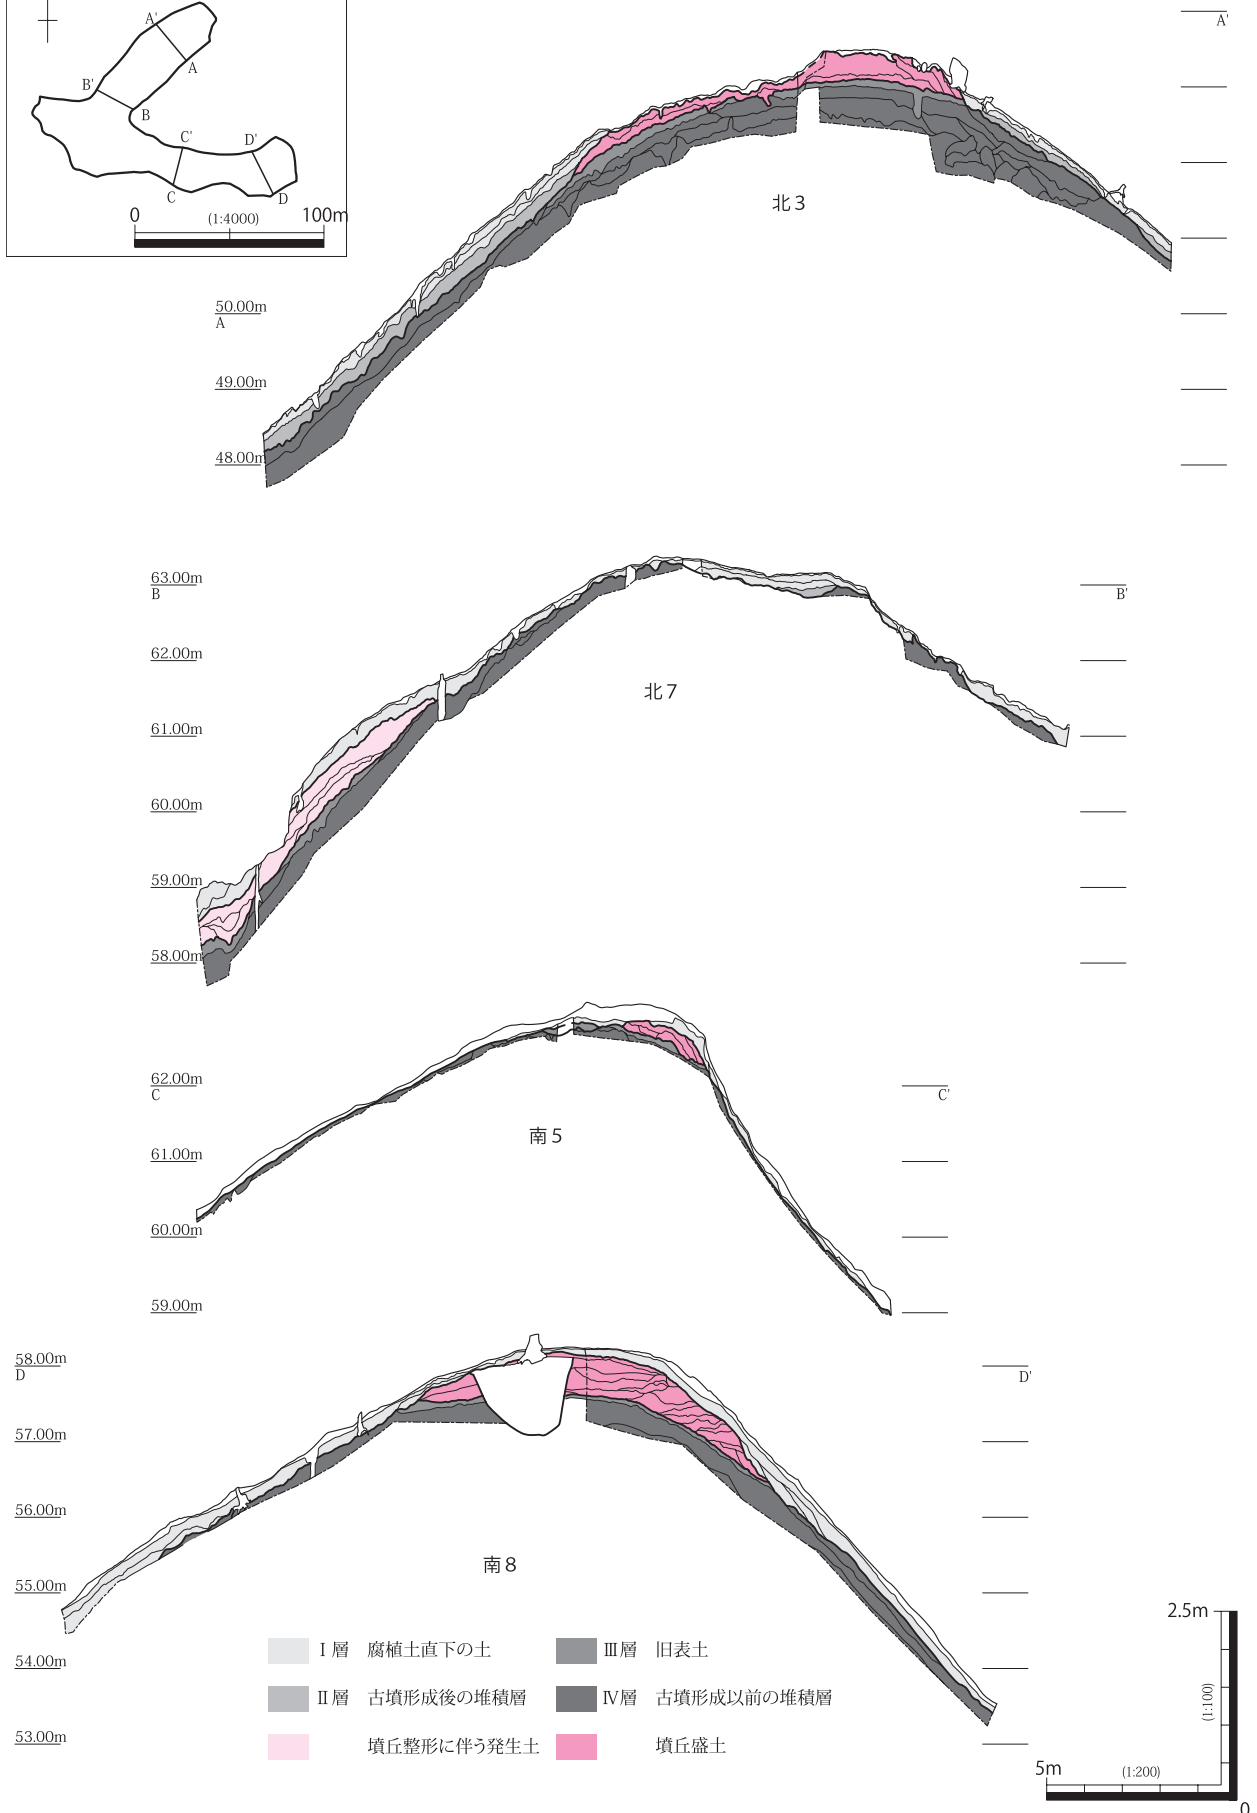 A'
A
B'
B
C'
D'
C
D
0 (1:4000) 100m
A'
北3
50.00m
A
49.00m
48.00m
63.00m
B
B'
62.00m
北7
61.00m
60.00m
59.00m
58.00m
62.00m
C
C'
南5
61.00m
60.00m
59.00m
58.00m
D
D'
57.00m
56.00m
南8
55.00m
54.00m
53.00m
Ⅰ層 腐植土直下の土
Ⅲ層 旧表土
Ⅱ層 古墳形成後の堆積層
Ⅳ層 古墳形成以前の堆積層
墳丘整形に伴う発生土
墳丘盛土
2.5m
(1:100)
5m (1:200)
0